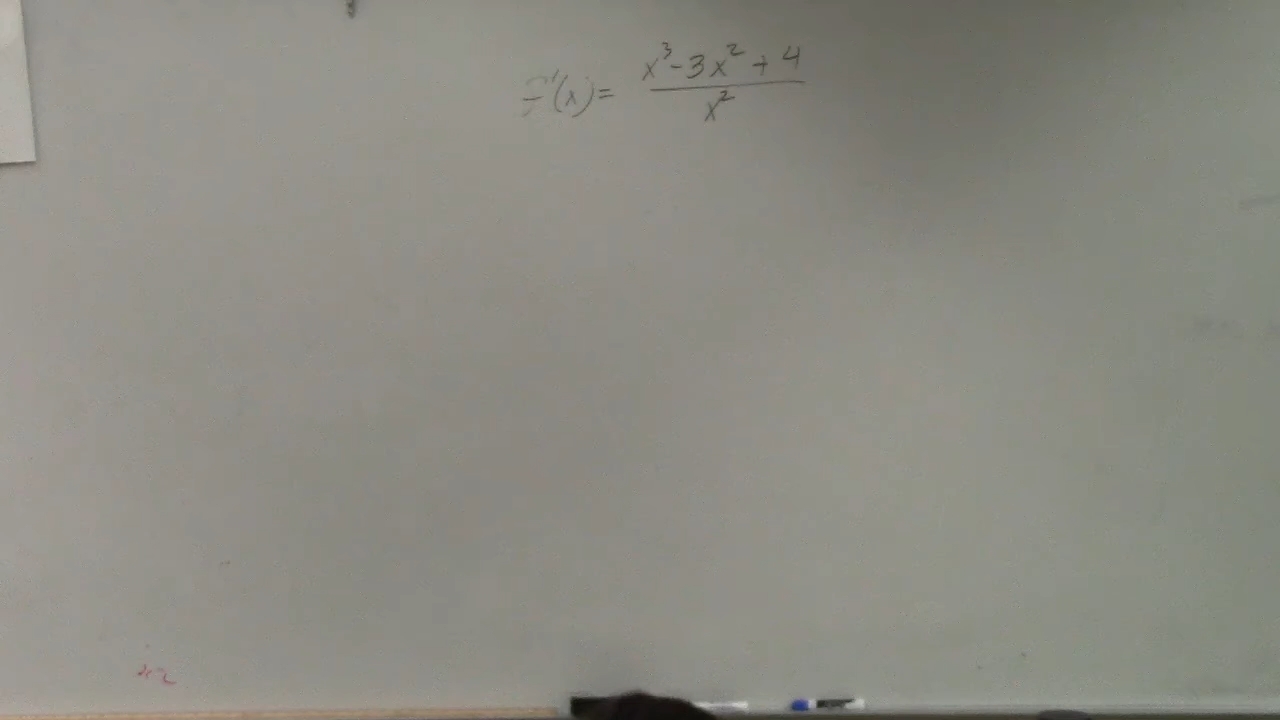 f'(x) = (x³ - 3x² + 4) / x²